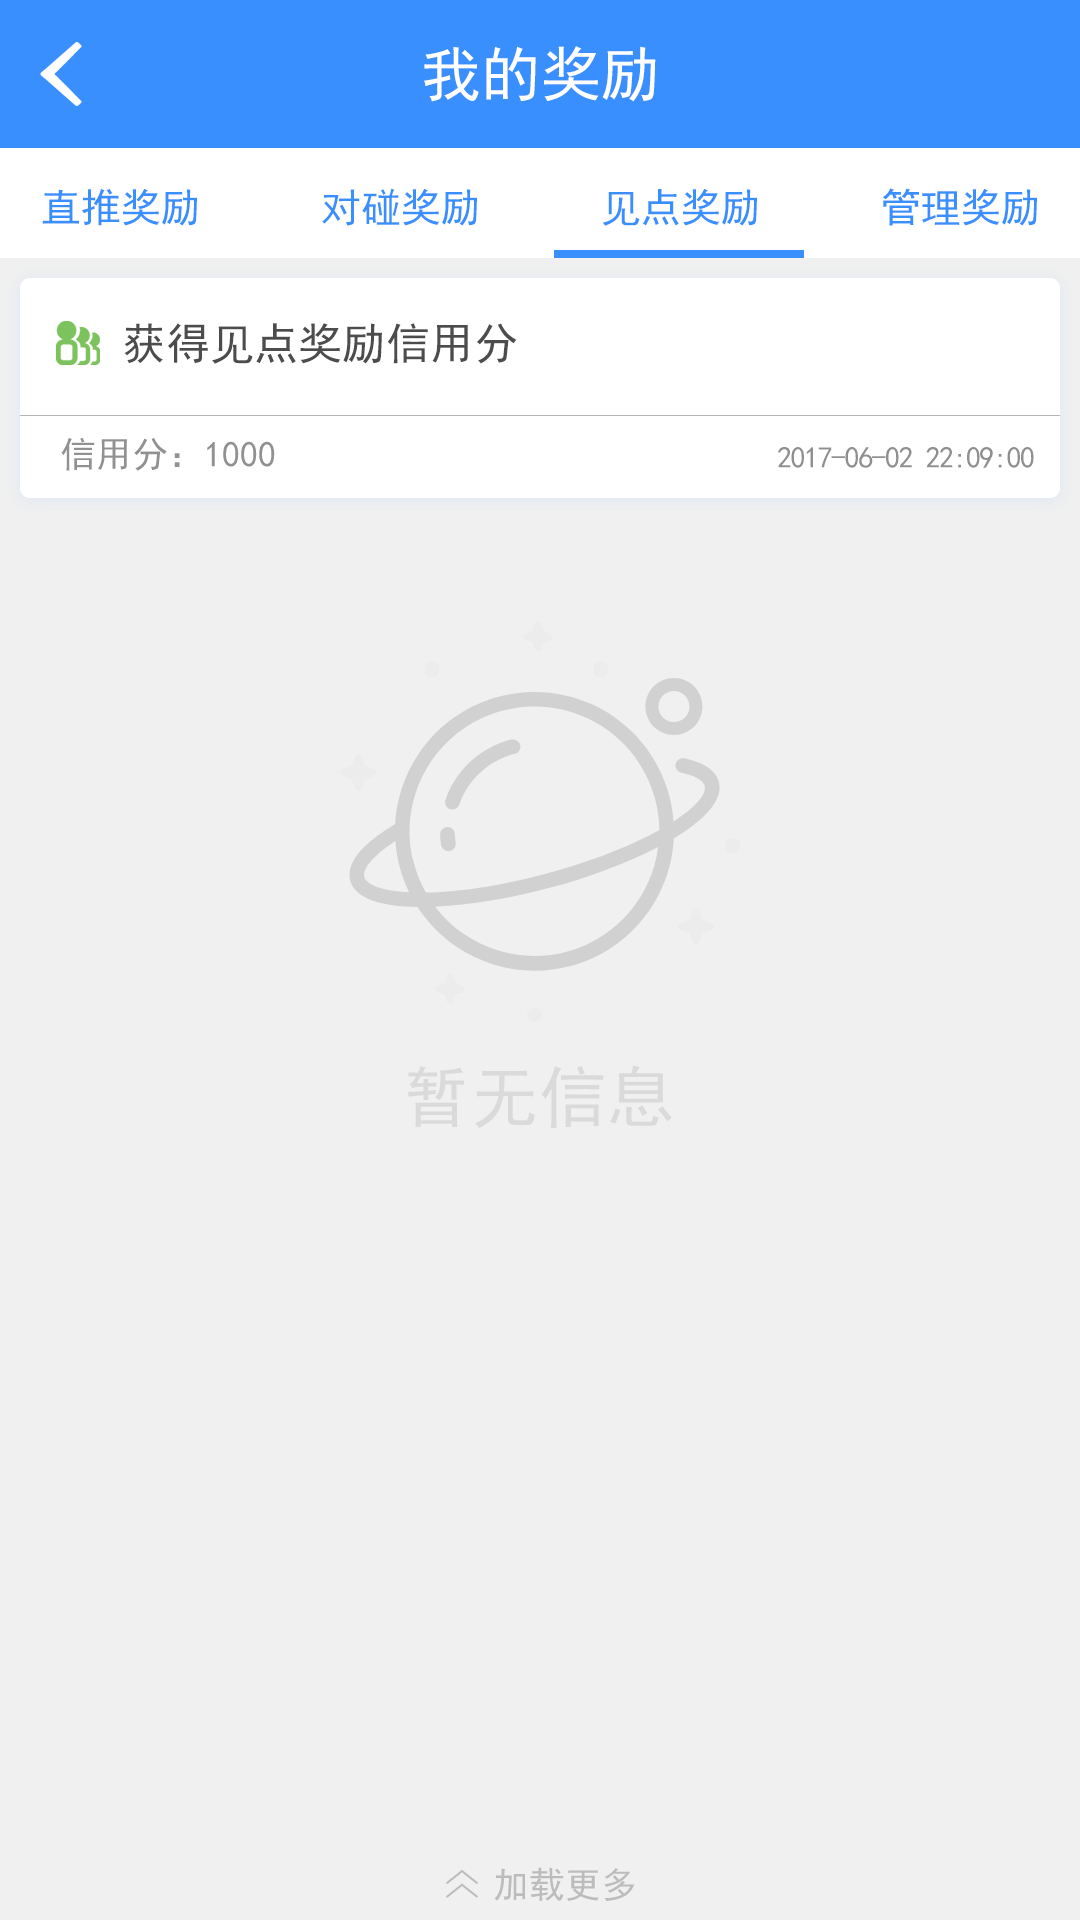 我的奖励
直推奖励 对碰奖励 见点奖励 管理奖励
获得见点奖励信用分
信用分：1000 2017-06-02 22:09:00
暂无信息
加载更多